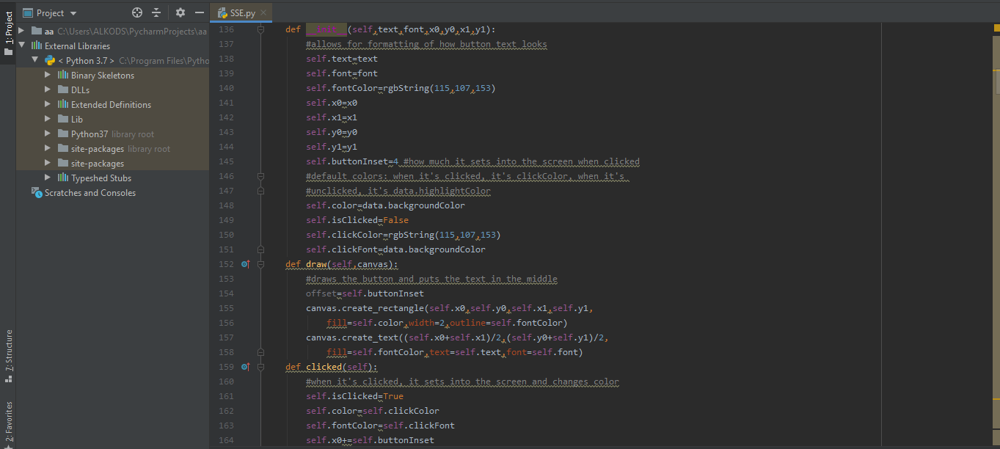 Project
SSE.py
1: Project
aa C:\Users\ALKODS\PycharmProjects\aa
External Libraries
< Python 3.7 > C:\Program Files\Pytho
Binary Skeletons
DLLs
Extended Definitions
Lib
Python37 library root
site-packages library root
site-packages
Typeshed Stubs
Scratches and Consoles
7: Structure
2: Favorites
136 def __init__(self,text,font,x0,y0,x1,y1):
137 #allows for formatting of how button text looks
138 self.text=text
139 self.font=font
140 self.fontColor=rgbString(115,107,153)
141 self.x0=x0
142 self.x1=x1
143 self.y0=y0
144 self.y1=y1
145 self.buttonInset=4 #how much it sets into the screen when clicked
146 #default colors: when it's clicked, it's clickColor, when it's
147 #unclicked, it's data.highlightColor
148 self.color=data.backgroundColor
149 self.isClicked=False
150 self.clickColor=rgbString(115,107,153)
151 self.clickFont=data.backgroundColor
152 def draw(self,canvas):
153 #draws the button and puts the text in the middle
154 offset=self.buttonInset
155 canvas.create_rectangle(self.x0,self.y0,self.x1,self.y1,
156 fill=self.color,width=2,outline=self.fontColor)
157 canvas.create_text((self.x0+self.x1)/2,(self.y0+self.y1)/2,
158 fill=self.fontColor,text=self.text,font=self.font)
159 def clicked(self):
160 #when it's clicked, it sets into the screen and changes color
161 self.isClicked=True
162 self.color=self.clickColor
163 self.fontColor=self.clickFont
164 self.x0+=self.buttonInset